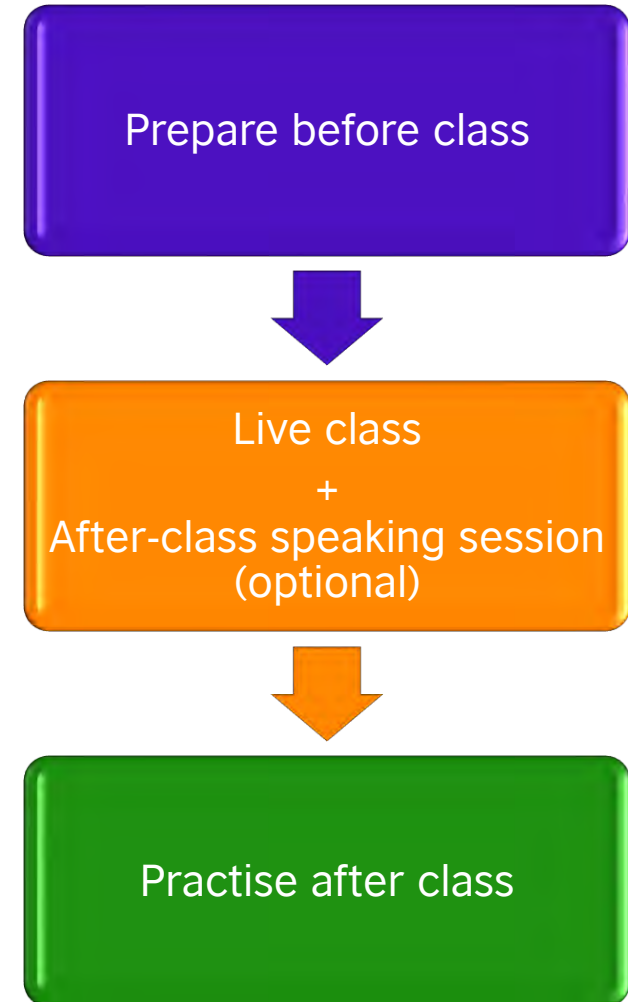 Prepare before class
Live class
+
After-class speaking session
(optional)
Practise after class